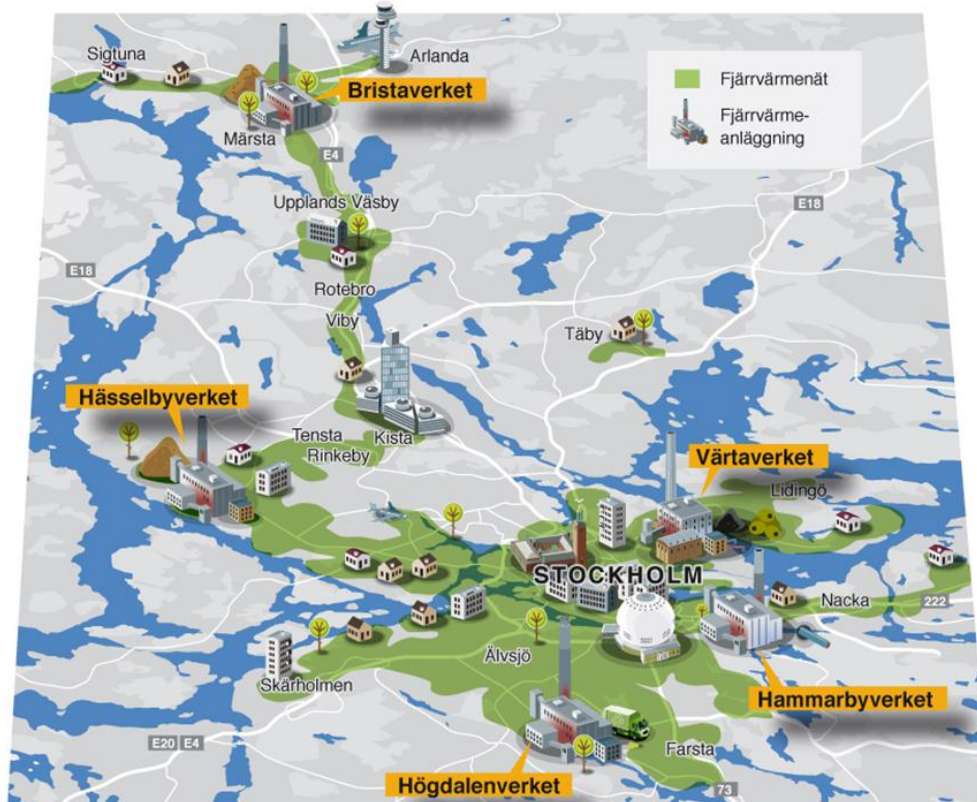 Sigtuna
Arlanda
Bristaverket
Märsta
E4
Fjärrvärmenät
Fjärrvärme-
anläggning
Upplands Väsby
E18
E18
Rotebro
Viby
Täby
Hässelbyverket
Tensta
Rinkeby
Kista
Värtaverket
Lidingö
STOCKHOLM
Nacka
222
Älvsjö
Skärholmen
Hammarbyverket
E20 E4
Farsta
Högdalenverket
73